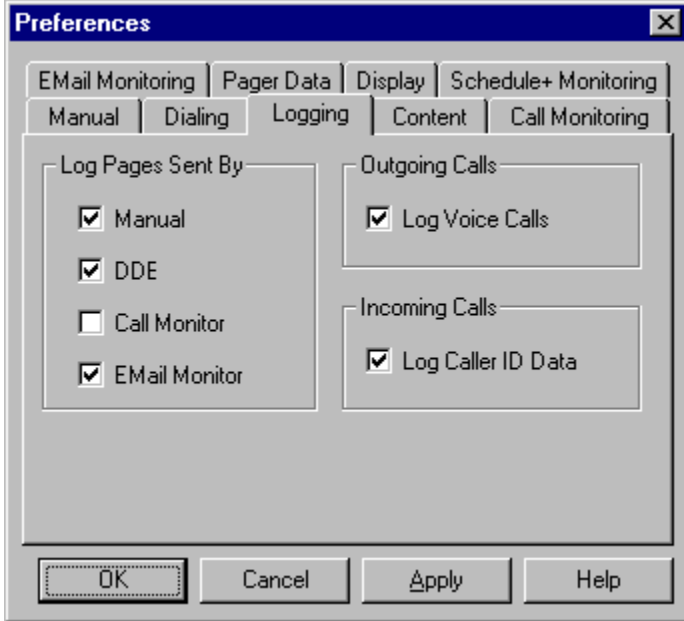 Preferences
EMail Monitoring Pager Data Display Schedule+ Monitoring
Manual Dialing Logging Content Call Monitoring
Log Pages Sent By
Manual
DDE
Call Monitor
EMail Monitor
Outgoing Calls
Log Voice Calls
Incoming Calls
Log Caller ID Data
OK Cancel Apply Help